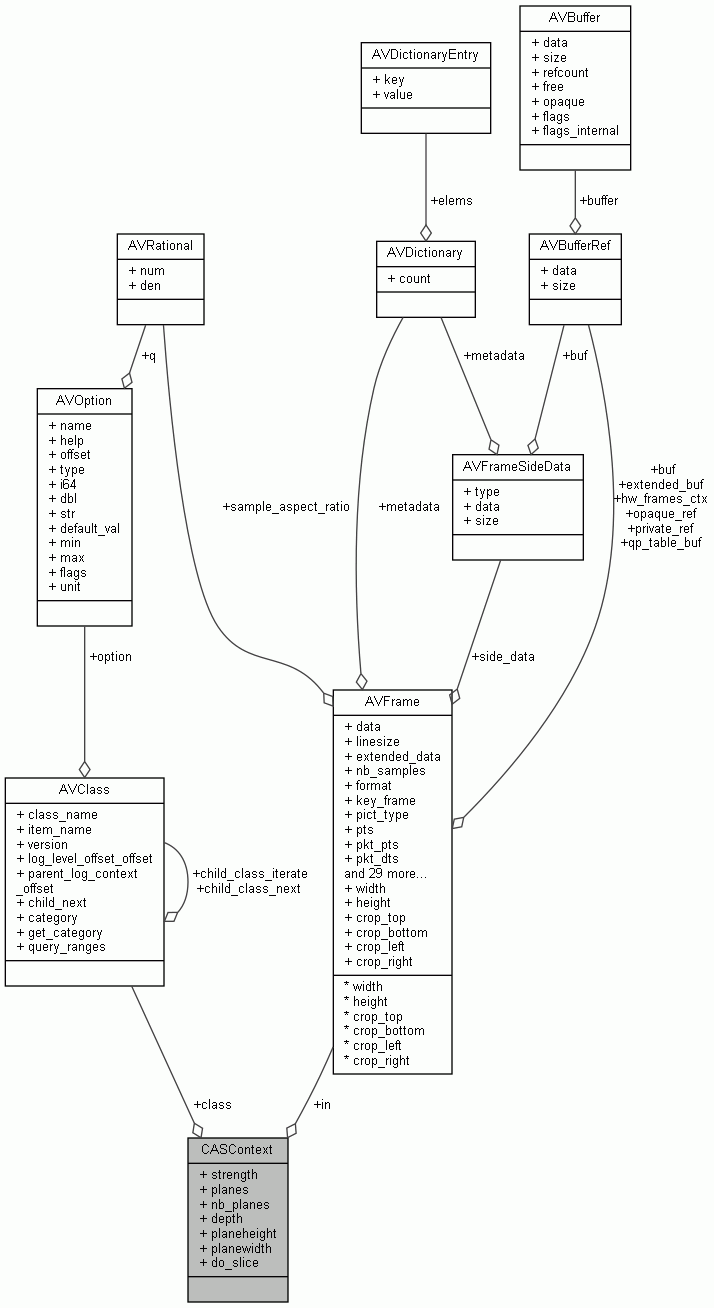 AVBuffer
+ data
+ size
+ refcount
+ free
+ opaque
+ flags
+ flags_internal
AVDictionaryEntry
+ key
+ value
+elems
+buffer
AVRational
+ num
+ den
AVDictionary
+ count
AVBufferRef
+ data
+ size
+q
+metadata
+buf
AVOption
+ name
+ help
+ offset
+ type
+ i64
+ dbl
+ str
+ default_val
+ min
+ max
+ flags
+ unit
AVFrameSideData
+ type
+ data
+ size
+sample_aspect_ratio
+metadata
+buf
+extended_buf
+hw_frames_ctx
+opaque_ref
+private_ref
+qp_table_buf
+option
+side_data
AVFrame
+ data
+ linesize
+ extended_data
+ nb_samples
+ format
+ key_frame
+ pict_type
+ pts
+ pkt_pts
+ pkt_dts
and 29 more...
+ width
+ height
+ crop_top
+ crop_bottom
+ crop_left
+ crop_right
* width
* height
* crop_top
* crop_bottom
* crop_left
* crop_right
AVClass
+ class_name
+ item_name
+ version
+ log_level_offset_offset
+ parent_log_context
_offset
+ child_next
+ category
+ get_category
+ query_ranges
+child_class_iterate
+child_class_next
+class
+in
CASContext
+ strength
+ planes
+ nb_planes
+ depth
+ planeheight
+ planewidth
+ do_slice